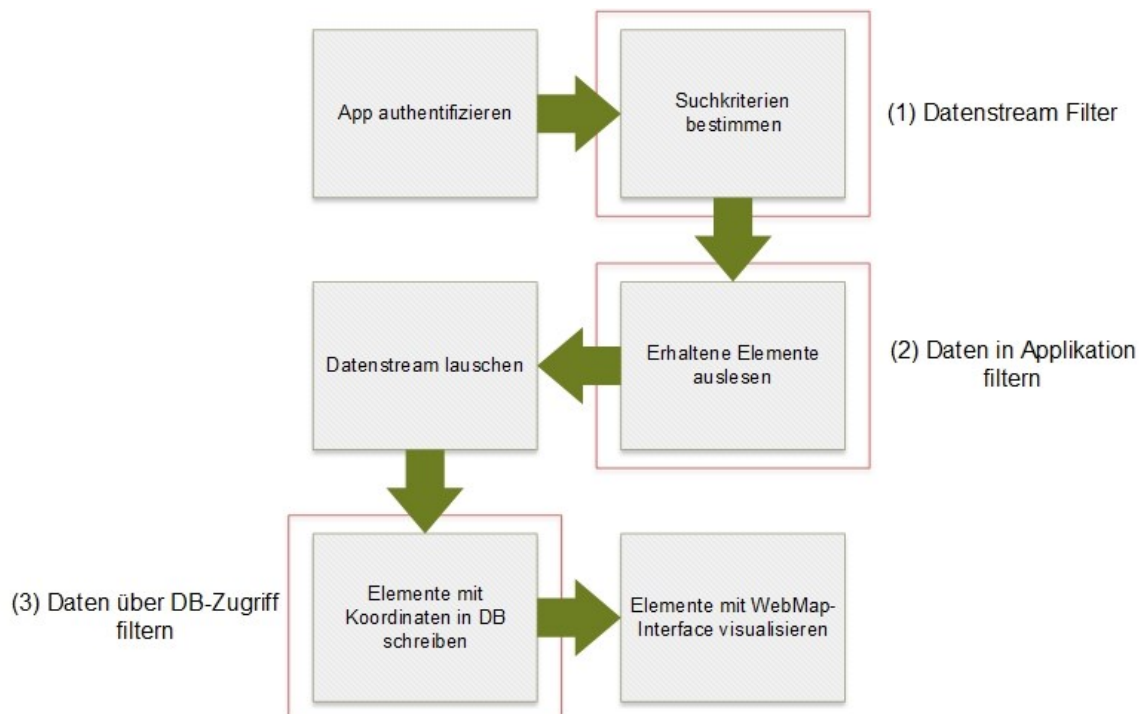 App authentifizieren
Suchkriterien
bestimmen
(1) Datenstream Filter
Datenstream lauschen
Erhaltene Elemente
auslesen
(2) Daten in Applikation
filtern
(3) Daten über DB-Zugriff
filtern
Elemente mit
Koordinaten in DB
schreiben
Elemente mit WebMap-
Interface visualisieren